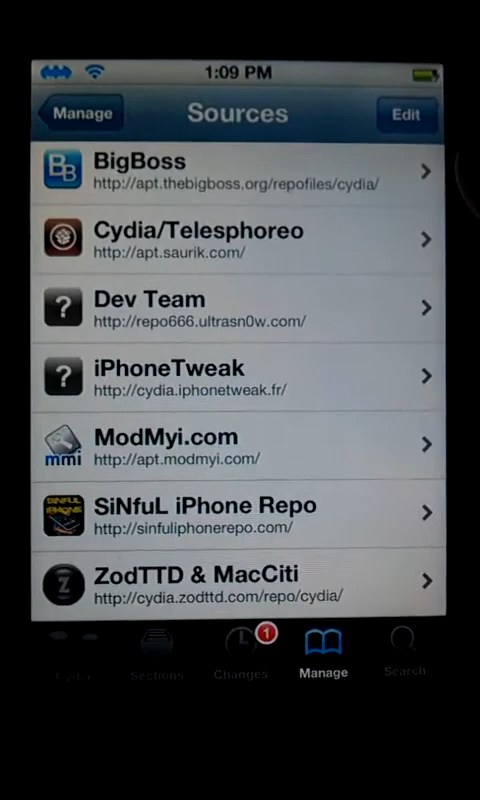 1:09 PM
Manage
Sources
Edit
BB
BigBoss
http://apt.thebigboss.org/repofiles/cydia/
Cydia/Telesphoreo
http://apt.saurik.com/
?
Dev Team
http://repo666.ultrasn0w.com/
?
iPhoneTweak
http://cydia.iphonetweak.fr/
mmi
ModMyi.com
http://apt.modmyi.com/
SINFUL
IPHONE
SiNfuL iPhone Repo
http://sinfuliphonerepo.com/
Z
ZodTTD & MacCiti
http://cydia.zodttd.com/repo/cydia/
1
Cydia
Sections
Changes
Manage
Search